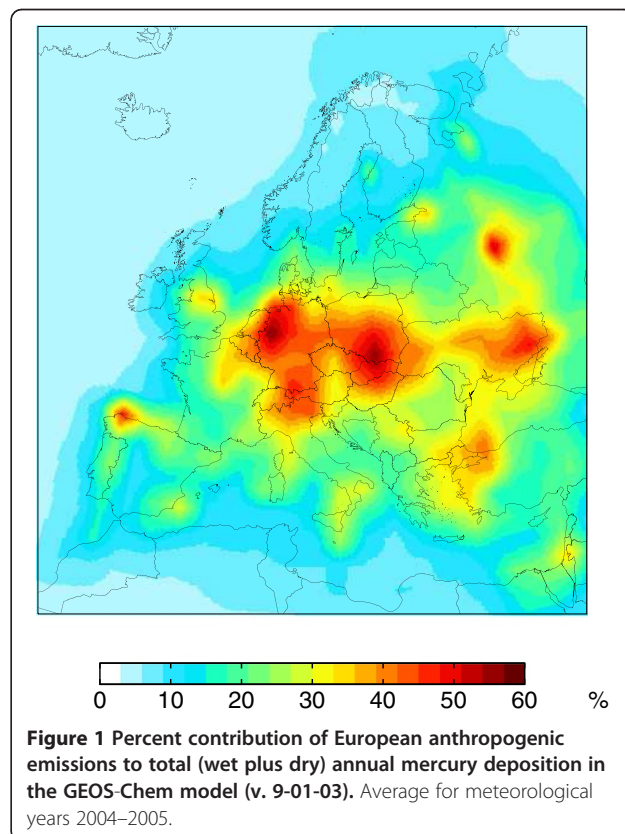 0 10 20 30 40 50 60 %
Figure 1 Percent contribution of European anthropogenic
emissions to total (wet plus dry) annual mercury deposition in
the GEOS-Chem model (v. 9-01-03). Average for meteorological
years 2004–2005.